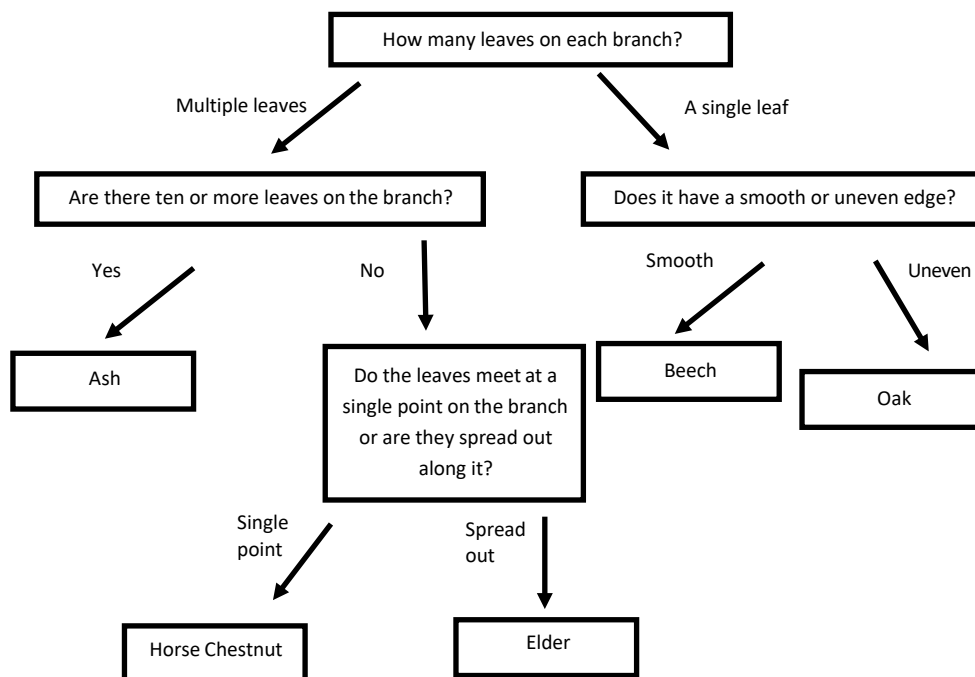 How many leaves on each branch?
Multiple leaves
A single leaf
Are there ten or more leaves on the branch?
Does it have a smooth or uneven edge?
Yes
No
Smooth
Uneven
Ash
Do the leaves meet at a
single point on the branch
or are they spread out
along it?
Beech
Oak
Single
point
Spread
out
Horse Chestnut
Elder